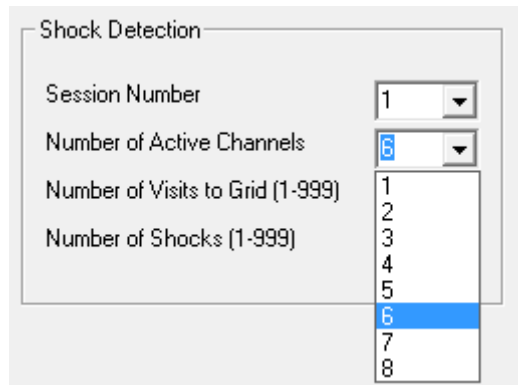 Shock Detection
Session Number 1
Number of Active Channels 6
Number of Visits to Grid (1-999) 1
2
Number of Shocks (1-999) 3
4
5
6
7
8